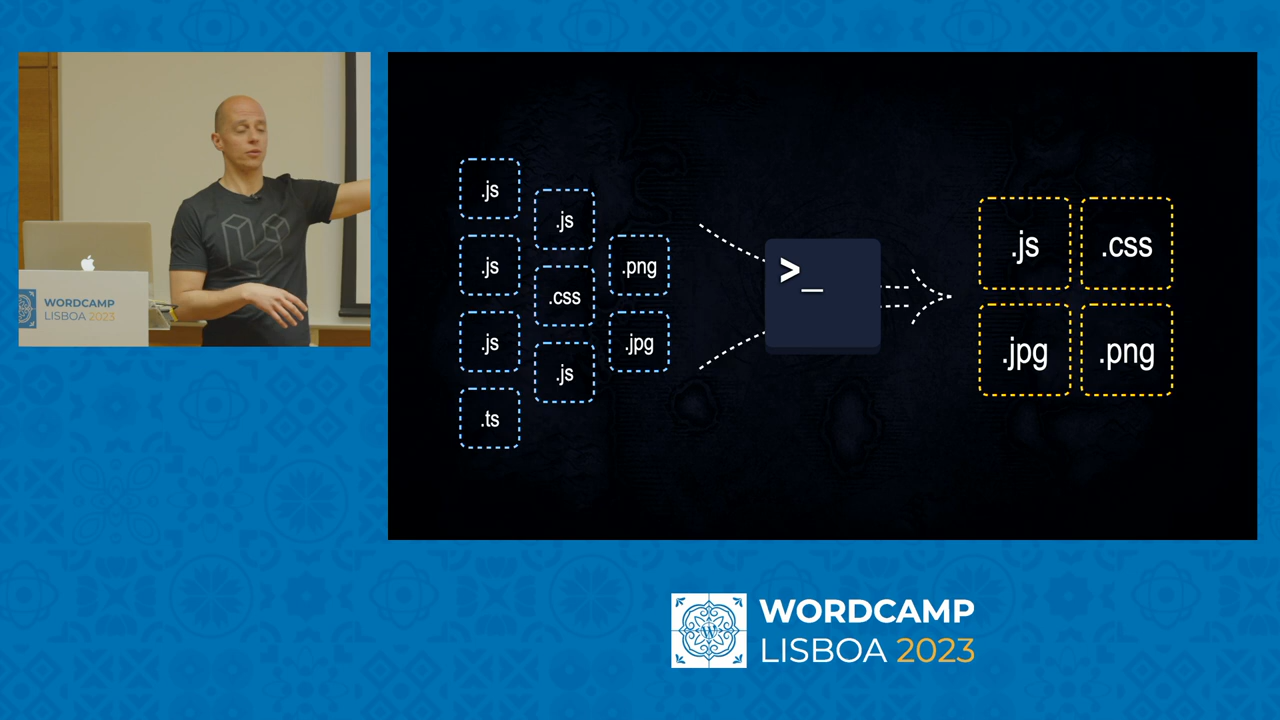 WORDCAMP
LISBOA 2023
.js
.js
.js
.ts
.js
.css
.js
.png
.jpg
>_
.js
.css
.jpg
.png
W
WORDCAMP
LISBOA 2023